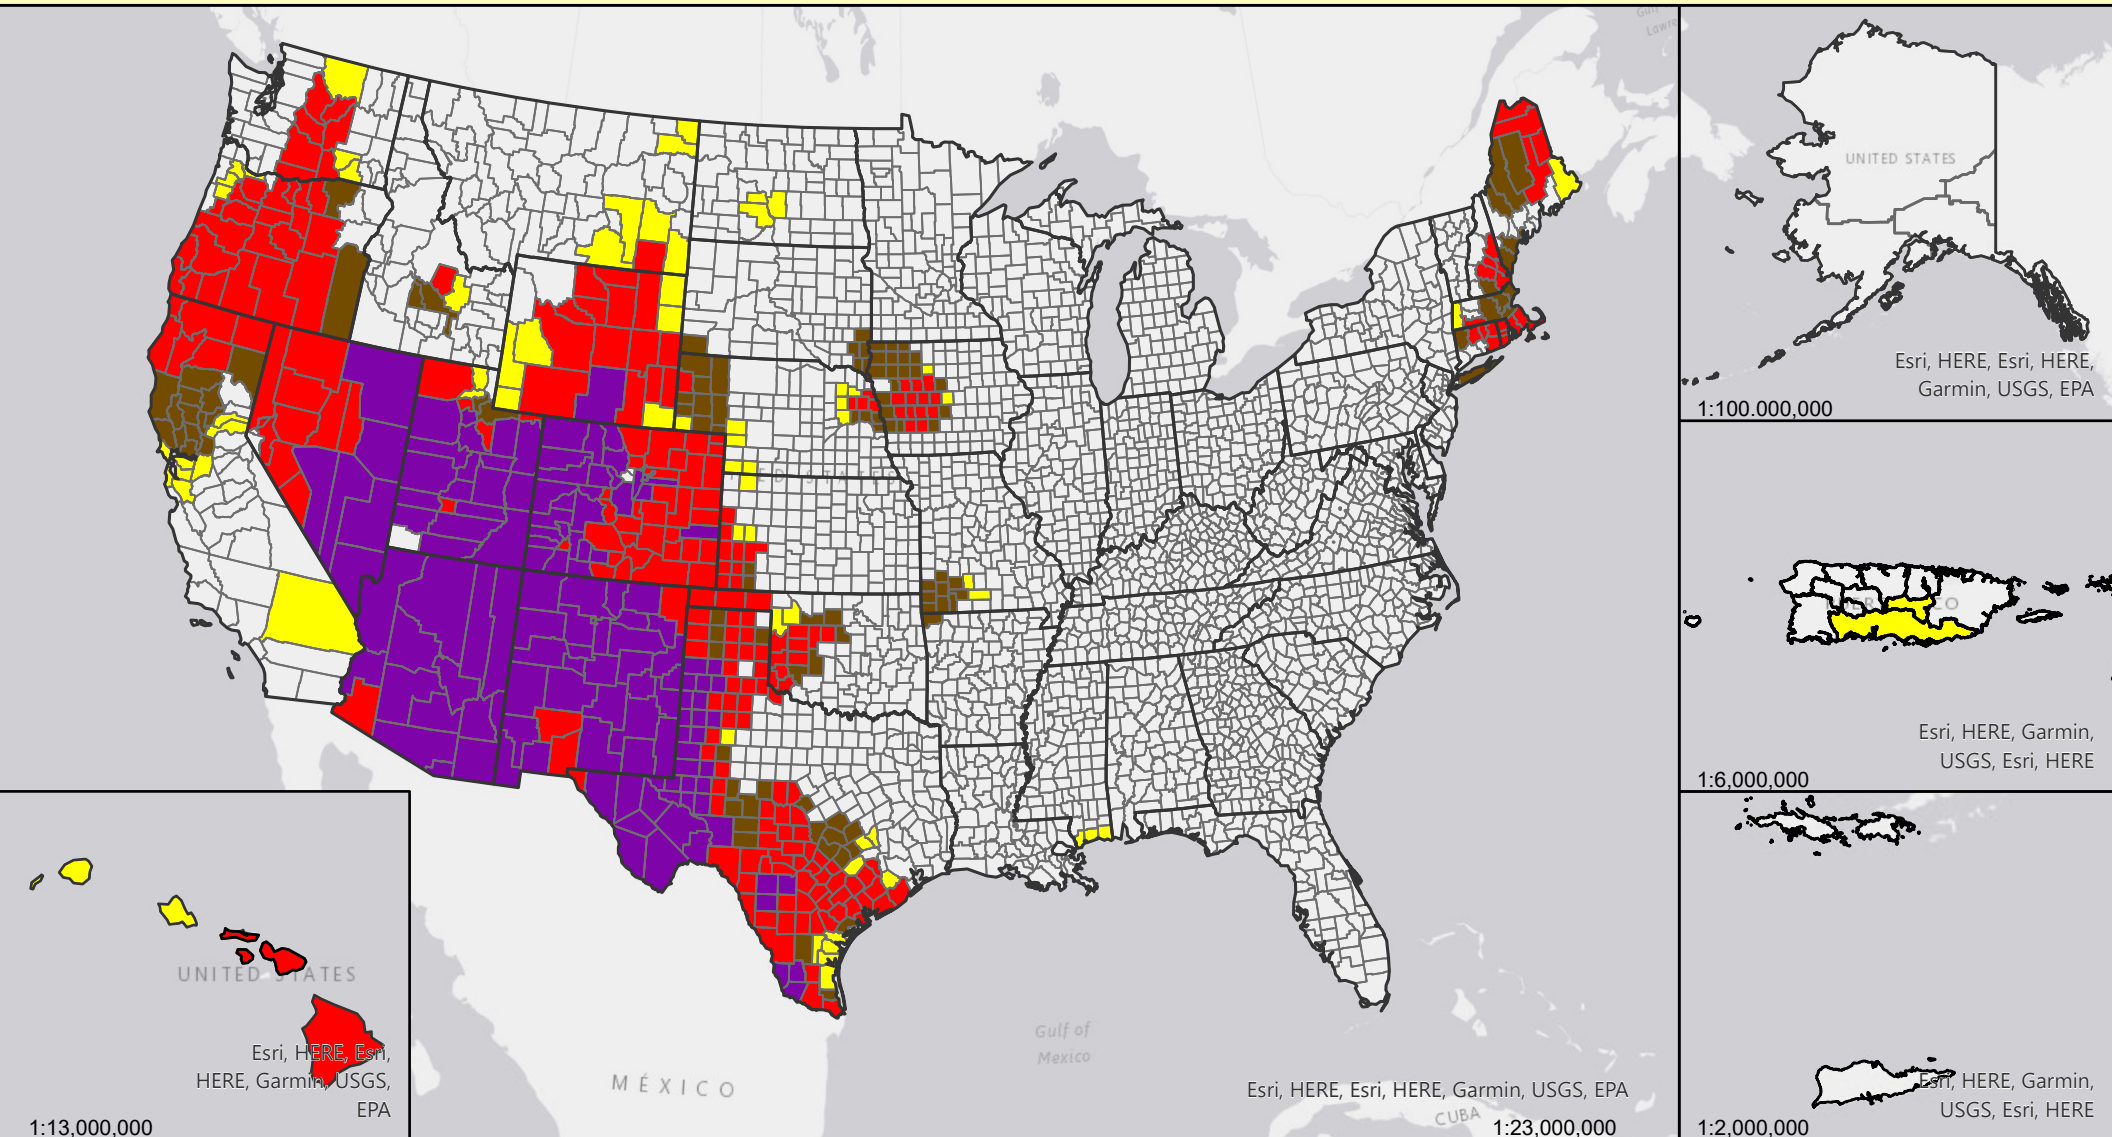 Gulf
Lawre
UNITED STATES
Esri, HERE, Esri, HERE,
Garmin, USGS, EPA
1:100.000,000
Esri, HERE, Garmin,
USGS, Esri, HERE
1:6,000,000
UNITED STATES
Esri, HERE, Esri,
HERE, Garmin, USGS,
EPA
1:13,000,000
Gulf of
Mexico
MÉXICO
Esri, HERE, Esri, HERE, Garmin, USGS, EPA
CUBA
1:23,000,000
Esri, HERE, Garmin,
USGS, Esri, HERE
1:2,000,000